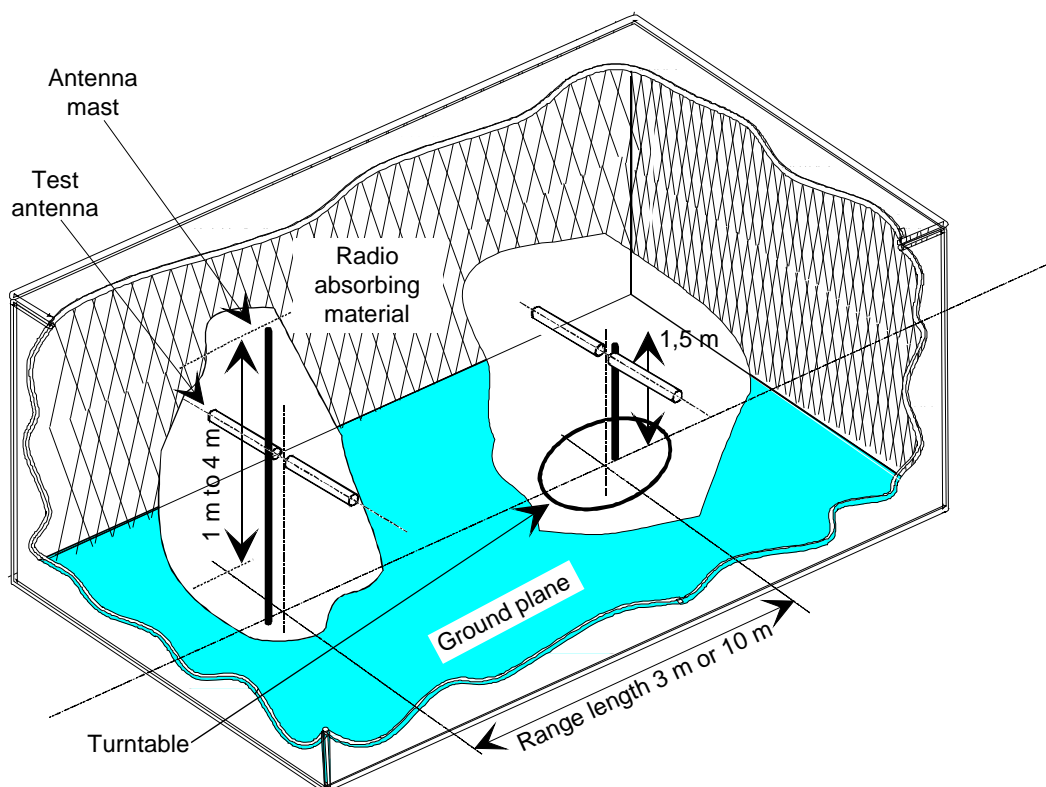 Antenna
mast
Test
antenna
Radio
absorbing
material
1,5 m
1 m to 4 m
Ground plane
Range length 3 m or 10 m
Turntable